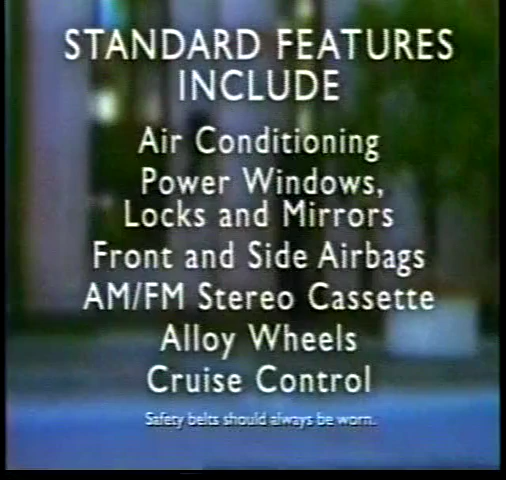 STANDARD FEATURES
INCLUDE
Air Conditioning
Power Windows,
Locks and Mirrors
Front and Side Airbags
AM/FM Stereo Cassette
Alloy Wheels
Cruise Control
Safety belts should always be worn.